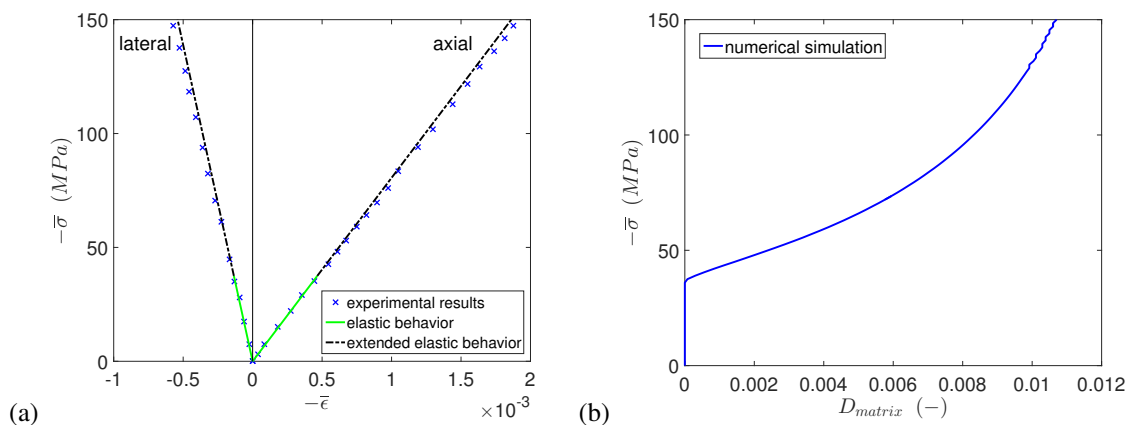 150
100
50
0
-1
-0.5
0
0.5
1
1.5
2
×10⁻³
−σ̅ (MPa)
−ϵ̅
lateral
axial
experimental results
elastic behavior
extended elastic behavior
(a)
150
100
50
0
0
0.002
0.004
0.006
0.008
0.01
0.012
−σ̅ (MPa)
D_matrix (−)
numerical simulation
(b)